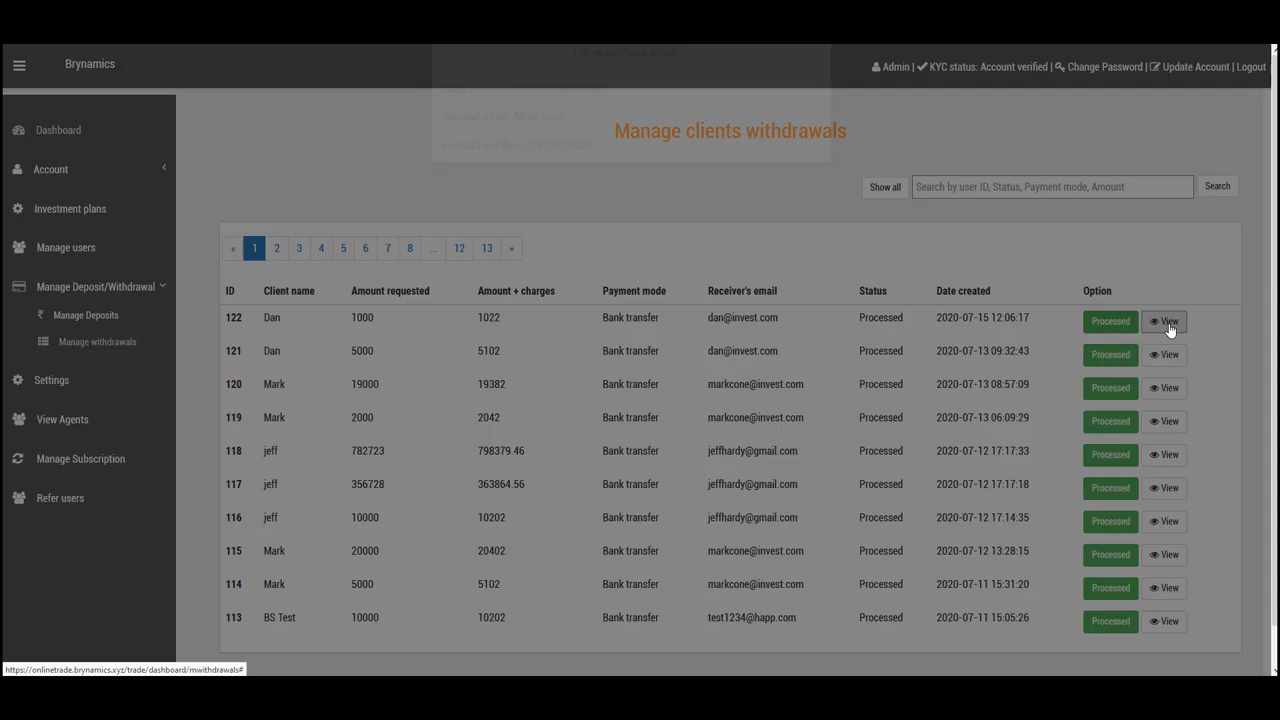 Brynamics
Admin | KYC status: Account verified | Change Password | Update Account | Logout
Manage clients withdrawals
Dashboard
Account
Investment plans
Manage users
Manage Deposit/Withdrawal
Manage Deposits
Manage withdrawals
Settings
View Agents
Manage Subscription
Refer users
Show all Search by user ID, Status, Payment mode, Amount Search
« 1 2 3 4 5 6 7 8 ... 12 13 »
ID Client name Amount requested Amount + charges Payment mode Receiver's email Status Date created Option
122 Dan 1000 1022 Bank transfer dan@invest.com Processed 2020-07-15 12:06:17 Processed View
121 Dan 5000 5102 Bank transfer dan@invest.com Processed 2020-07-13 09:32:43 Processed View
120 Mark 19000 19382 Bank transfer markcone@invest.com Processed 2020-07-13 08:57:09 Processed View
119 Mark 2000 2042 Bank transfer markcone@invest.com Processed 2020-07-13 06:09:29 Processed View
118 jeff 782723 798379.46 Bank transfer jeffhardy@gmail.com Processed 2020-07-12 17:17:33 Processed View
117 jeff 356728 363864.56 Bank transfer jeffhardy@gmail.com Processed 2020-07-12 17:17:18 Processed View
116 jeff 10000 10202 Bank transfer jeffhardy@gmail.com Processed 2020-07-12 17:14:35 Processed View
115 Mark 20000 20402 Bank transfer markcone@invest.com Processed 2020-07-12 13:28:15 Processed View
114 Mark 5000 5102 Bank transfer markcone@invest.com Processed 2020-07-11 15:31:20 Processed View
113 BS Test 10000 10202 Bank transfer test1234@happ.com Processed 2020-07-11 15:05:26 Processed View
https://onlinetrade.brynamics.xyz/trade/dashboard/mwithdrawals#